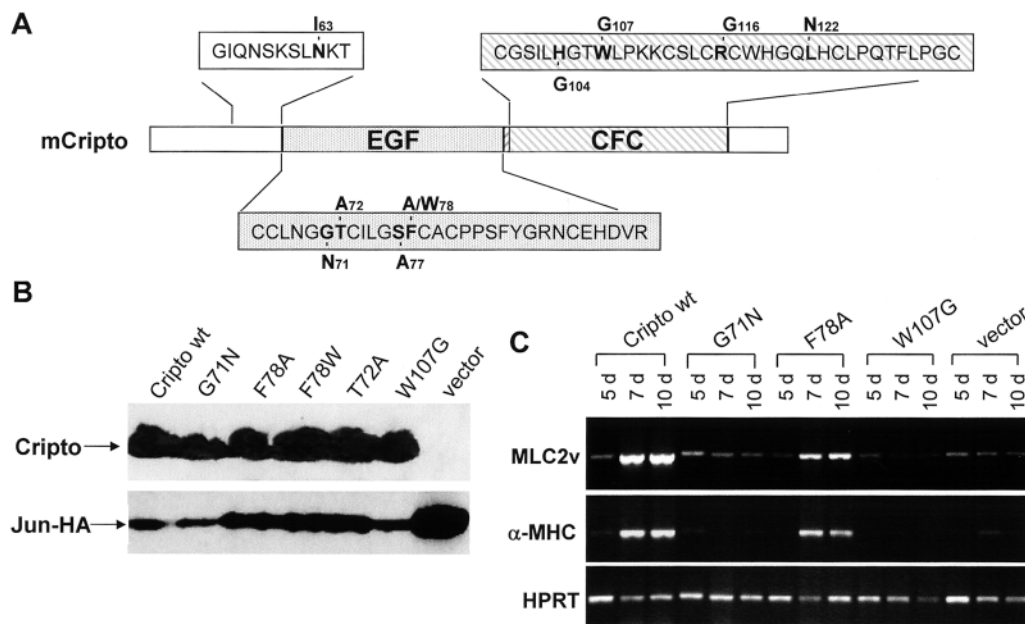 A
I63
GIQNSKSLNKT
G107 G116 N122
CGSILHGTWLPKKCSLCRCWHGQLHCLPQTFLPGC
G104
mCripto EGF CFC
A72 A/W78
CCLNGGTCILGSFCACPPSFYGRNCEHDVR
N71 A77
B
Cripto wt G71N F78A F78W T72A W107G vector
Cripto
Jun-HA
C
Cripto wt G71N F78A W107G vector
5 d 7 d 10 d 5 d 7 d 10 d 5 d 7 d 10 d 5 d 7 d 10 d 5 d 7 d 10 d
MLC2v
α-MHC
HPRT